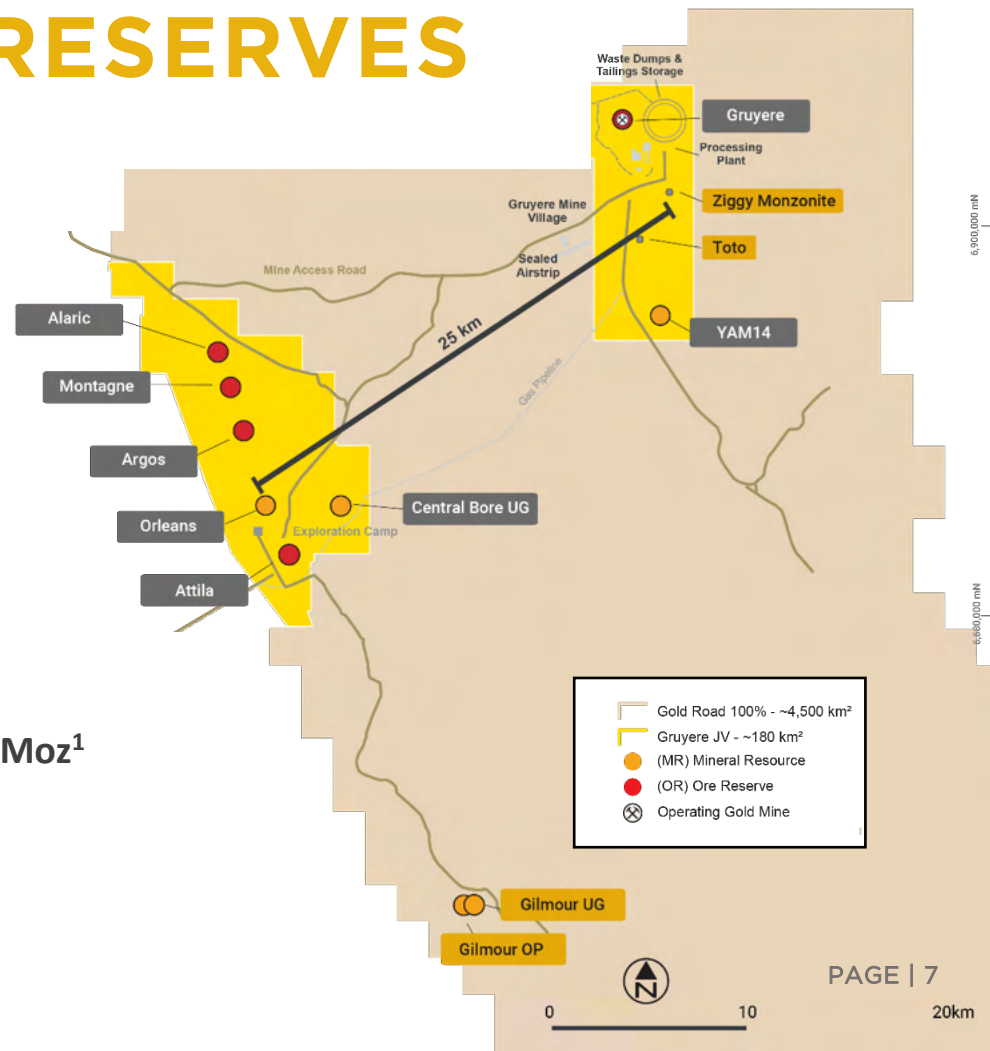 RESERVES
Waste Dumps &
Tailings Storage
Gruyere
Processing
Plant
Ziggy Monzonite
Gruyere Mine
Village
6,900,000 mN
Toto
Sealed
Airstrip
Mine Access Road
Alaric
25 km
YAM14
Montagne
Gas Pipeline
Argos
Central Bore UG
Orleans
Exploration Camp
Attila
6,680,000 mN
Gold Road 100% - ~4,500 km²
Gruyere JV - ~180 km²
Moz¹
(MR) Mineral Resource
(OR) Ore Reserve
Operating Gold Mine
Gilmour UG
Gilmour OP
N
PAGE | 7
0 10 20km